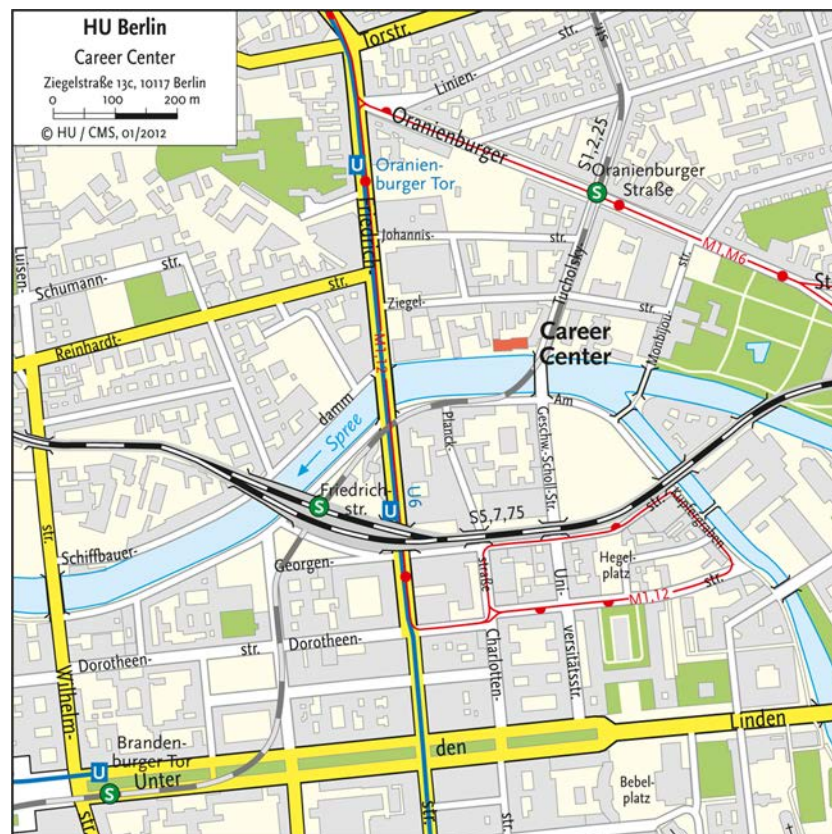 HU Berlin
Career Center
Ziegelstraße 13c, 10117 Berlin
0 100 200 m
© HU / CMS, 01/2012
Torstr.
Linien-
str.
str.
Oranienburger
S1,2,25
Oranienburger
Straße
U
Oranien-
burger Tor
S
Friedrich-
Johannis-
str.
M1,M6
St
Luisen-
Schumann-
str.
Tucholsky-
Ziegel-
str.
Reinhardt-
str.
M1,12
Career
Center
Monbijou-
damm
Spree
Am
Planck-
Geschw.-Scholl-Str.
Friedrich-
str.
S
U
U6
S5,7,75
str.
Kupfergraben
str.
Schiffbauer-
Georgen-
straße
Uni-
Hegel-
platz
str.
M1,12
Dorotheen-
str.
Dorotheen-
Charlotten-
versitätsstr.
Wilhelm-
Linden
Branden-
burger Tor
U
Unter
den
S
Bebel-
platz
str.
str.